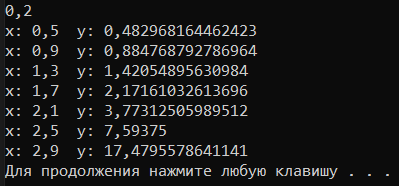 0,2
x: 0,5  y: 0,482968164462423
x: 0,9  y: 0,884768792786964
x: 1,3  y: 1,42054895630984
x: 1,7  y: 2,17161032613696
x: 2,1  y: 3,77312505989512
x: 2,5  y: 7,59375
x: 2,9  y: 17,4795578641141
Для продолжения нажмите любую клавишу . . .